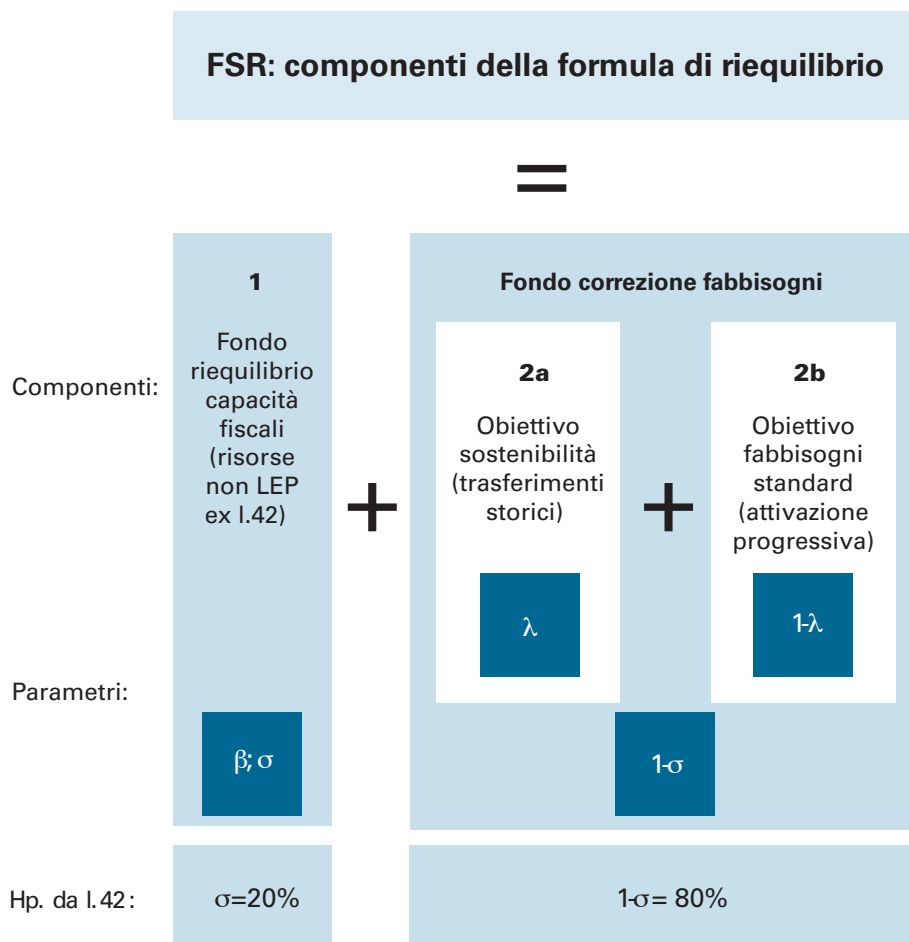 FSR: componenti della formula di riequilibrio
=
1
Fondo
riequilibrio
capacità
fiscali
(risorse
non LEP
ex l.42)
+
Fondo correzione fabbisogni
2a
Obiettivo
sostenibilità
(trasferimenti
storici)
+
2b
Obiettivo
fabbisogni
standard
(attivazione
progressiva)
Componenti:
λ
1-λ
Parametri:
β; σ
1-σ
Hp. da l.42:
σ=20%
1-σ= 80%